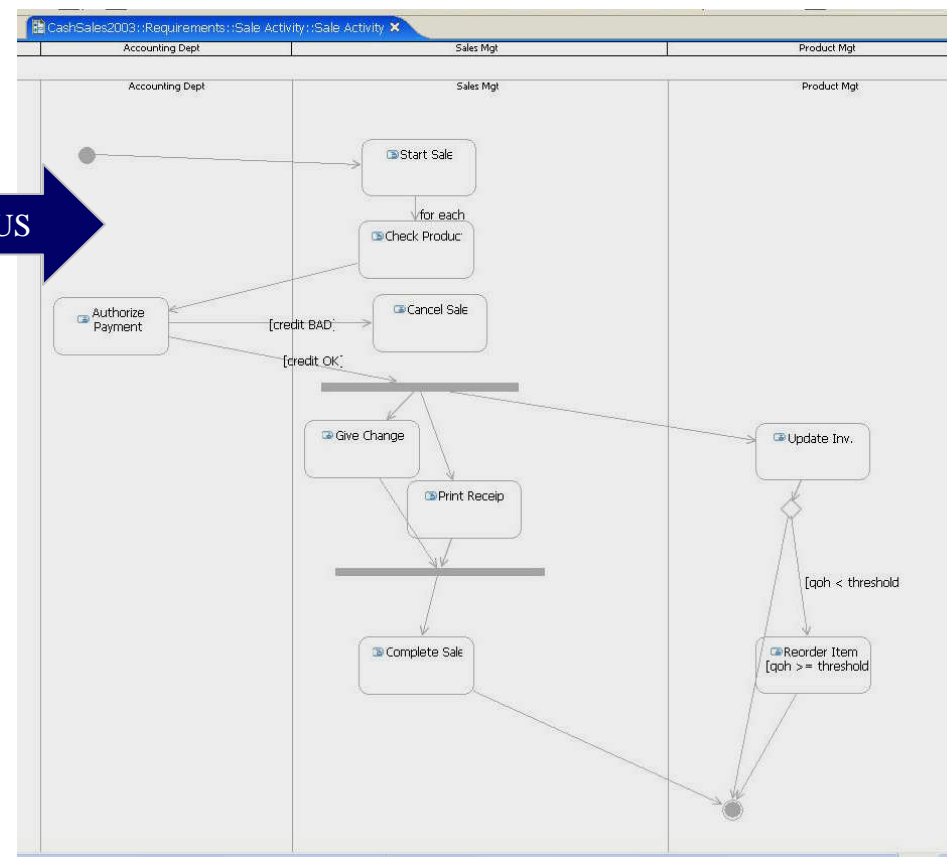 CashSales2003::Requirements::Sale Activity::Sale Activity
Accounting Dept
Sales Mgt
Product Mgt
Accounting Dept
Sales Mgt
Product Mgt
Start Sale
US
for each
Check Produc
Authorize
Payment
Cancel Sale
[credit BAD]
[credit OK]
Give Change
Update Inv.
Print Receip
[qoh < threshold
Complete Sale
Reorder Item
[qoh >= threshold